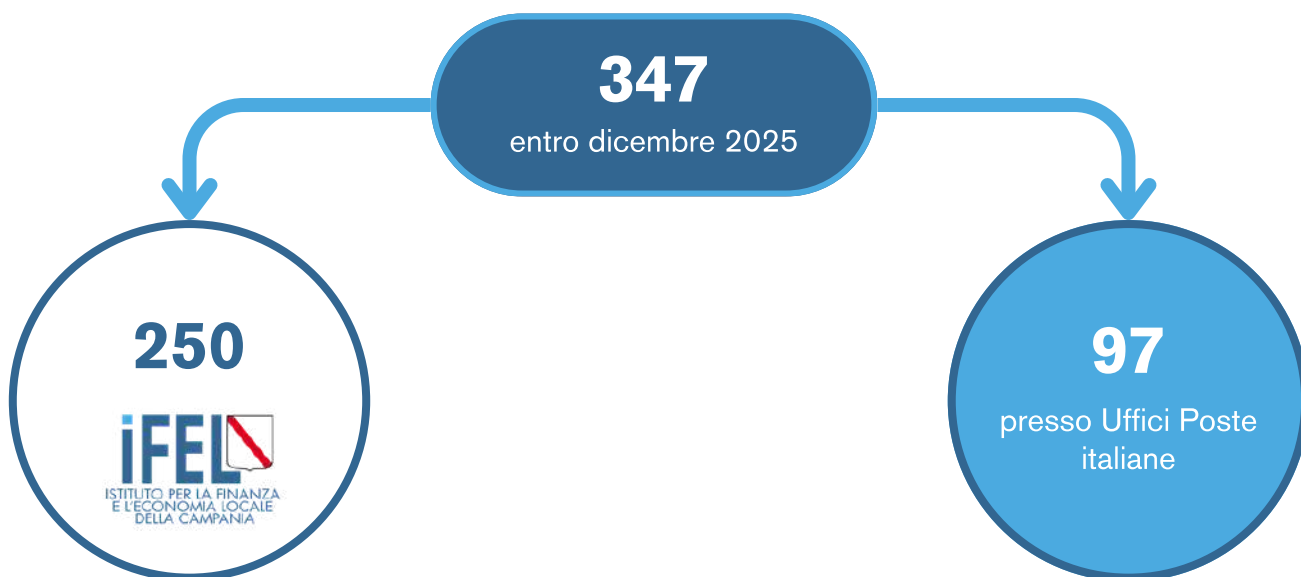 347
entro dicembre 2025
250
iFEL
ISTITUTO PER LA FINANZA
E L'ECONOMIA LOCALE
DELLA CAMPANIA
97
presso Uffici Poste
italiane